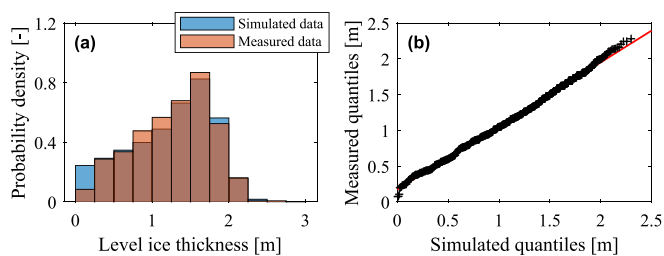 (a)
Simulated data
Measured data
Probability density [-]
1.2
0.8
0.4
0
0
1
2
3
Level ice thickness [m]
(b)
Measured quantiles [m]
2.5
2
1.5
1
0.5
0
0
0.5
1
1.5
2
2.5
Simulated quantiles [m]